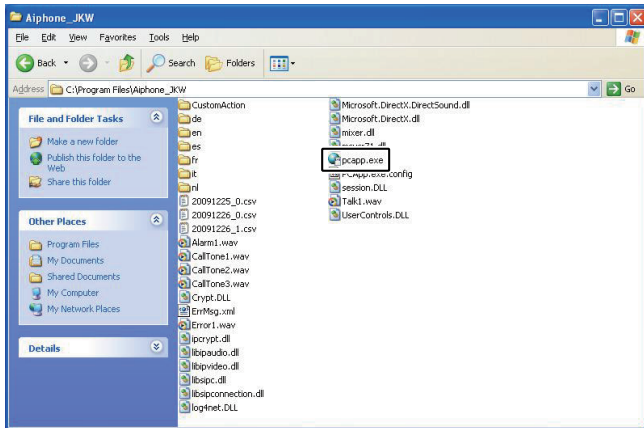 Aiphone_JKW
File Edit View Favorites Tools Help
Back Search Folders
Address C:\Program Files\Aiphone_JKW Go
File and Folder Tasks
Make a new folder
Publish this folder to the
Web
Share this folder
Other Places
Program Files
My Documents
Shared Documents
My Computer
My Network Places
Details
CustomAction
de
en
es
fr
it
nl
20091225_0.csv
20091226_0.csv
20091226_1.csv
Alarm1.wav
CallTone1.wav
CallTone2.wav
CallTone3.wav
Crypt.DLL
ErrMsg.xml
Error1.wav
ipcrypt.dll
libipaudio.dll
libipvideo.dll
libsipc.dll
libsipconnection.dll
log4net.DLL
Microsoft.DirectX.DirectSound.dll
Microsoft.DirectX.dll
mixer.dll
pcapp.exe
PCApp.exe.config
session.DLL
Talk1.wav
UserControls.DLL